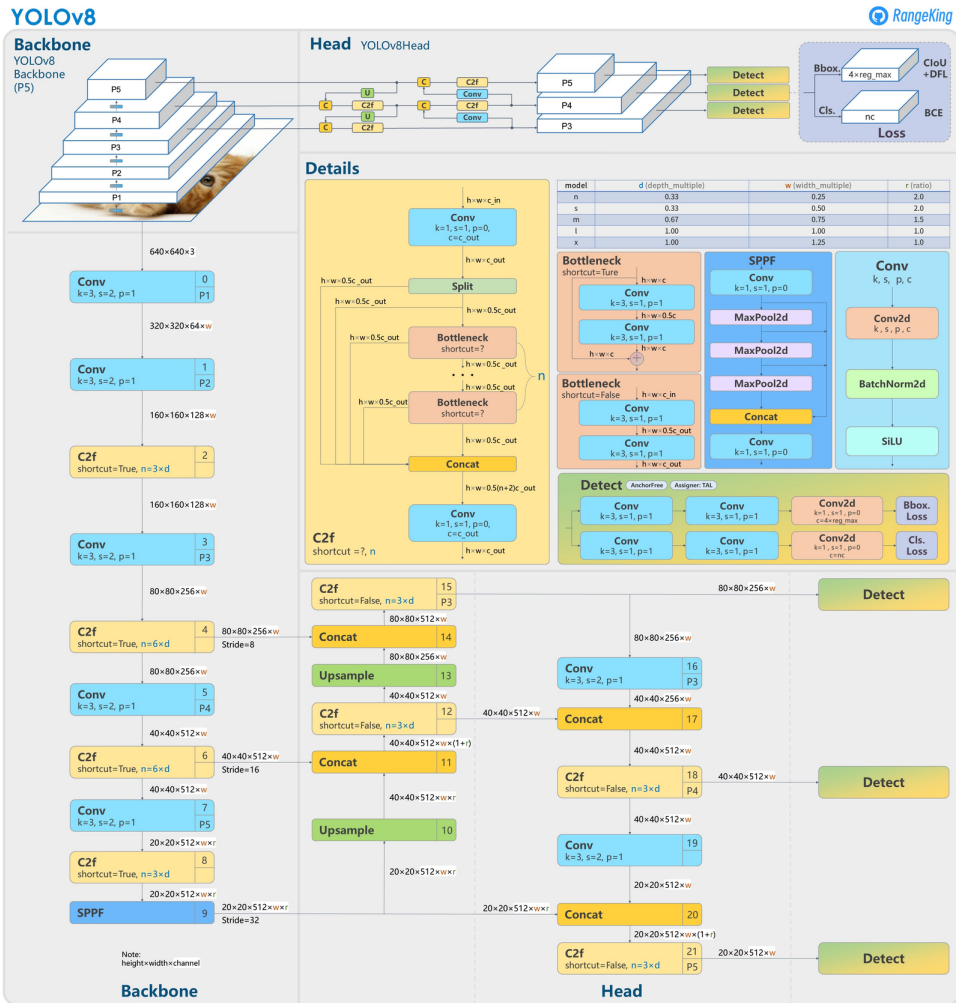 YOLOv8
RangeKing
Backbone
YOLOv8
Backbone
(P5)
P5
P4
P3
P2
P1
Head YOLOv8Head
C
C2f
U
Conv
C
C2f
C
C2f
U
Conv
C
C2f
P5
P4
P3
Detect
Detect
Detect
Bbox.
4×reg_max
CIoU
+DFL
Cls.
nc
BCE
Loss
Details
h×w×c_in
Conv
k=1, s=1, p=0,
c=c_out
h×w×c_out
Split
h×w×0.5c_out
h×w×0.5c_out
h×w×0.5c_out
h×w×0.5c_out
Bottleneck
shortcut=?
h×w×0.5c_out
• • •
n
h×w×0.5c_out
h×w×0.5c_out
Bottleneck
shortcut=?
h×w×0.5c_out
Concat
h×w×0.5(n+2)c_out
Conv
k=1, s=1, p=0,
c=c_out
h×w×c_out
C2f
shortcut =?, n
model d (depth_multiple) w (width_multiple) r (ratio)
n 0.33 0.25 2.0
s 0.33 0.50 2.0
m 0.67 0.75 1.5
l 1.00 1.00 1.0
x 1.00 1.25 1.0
Bottleneck
shortcut=Ture
h×w×c
Conv
k=3, s=1, p=1
h×w×0.5c
Conv
k=3, s=1, p=1
h×w×c
h×w×c
Bottleneck
shortcut=False
h×w×c_in
Conv
k=3, s=1, p=1
h×w×0.5c_out
Conv
k=3, s=1, p=1
h×w×c_out
SPPF
Conv
k=1, s=1, p=0
MaxPool2d
MaxPool2d
MaxPool2d
Concat
Conv
k=1, s=1, p=0
Conv
k, s, p, c
Conv2d
k, s, p, c
BatchNorm2d
SiLU
Detect AnchorFree Assigner: TAL
Conv
k=3, s=1, p=1
Conv
k=3, s=1, p=1
Conv2d
k=1, s=1, p=0
c=4×reg_max
Bbox.
Loss
Conv
k=3, s=1, p=1
Conv
k=3, s=1, p=1
Conv2d
k=1, s=1, p=0
c=nc
Cls.
Loss
640×640×3
Conv
k=3, s=2, p=1
0
P1
320×320×64×w
Conv
k=3, s=2, p=1
1
P2
160×160×128×w
C2f
shortcut=True, n=3×d
2
160×160×128×w
Conv
k=3, s=2, p=1
3
P3
80×80×256×w
C2f
shortcut=True, n=6×d
4
80×80×256×w
Stride=8
80×80×256×w
Conv
k=3, s=2, p=1
5
P4
40×40×512×w
C2f
shortcut=True, n=6×d
6
40×40×512×w
Stride=16
40×40×512×w
Conv
k=3, s=2, p=1
7
P5
20×20×512×w×r
C2f
shortcut=True, n=3×d
8
20×20×512×w×r
SPPF
9
20×20×512×w×r
Stride=32
Note:
height×width×channel
Backbone
C2f
shortcut=False, n=3×d
15
P3
80×80×512×w
Concat
14
80×80×256×w
Upsample
13
40×40×512×w
C2f
shortcut=False, n=3×d
12
40×40×512×w
40×40×512×w×(1+r)
Concat
11
40×40×512×w×r
Upsample
10
20×20×512×w×r
20×20×512×w×r
80×80×256×w
Detect
80×80×256×w
Conv
k=3, s=2, p=1
16
P3
40×40×256×w
Concat
17
40×40×512×w
C2f
shortcut=False, n=3×d
18
P4
40×40×512×w
Detect
40×40×512×w
Conv
k=3, s=2, p=1
19
20×20×512×w
Concat
20
20×20×512×w×(1+r)
C2f
shortcut=False, n=3×d
21
P5
20×20×512×w
Detect
Head